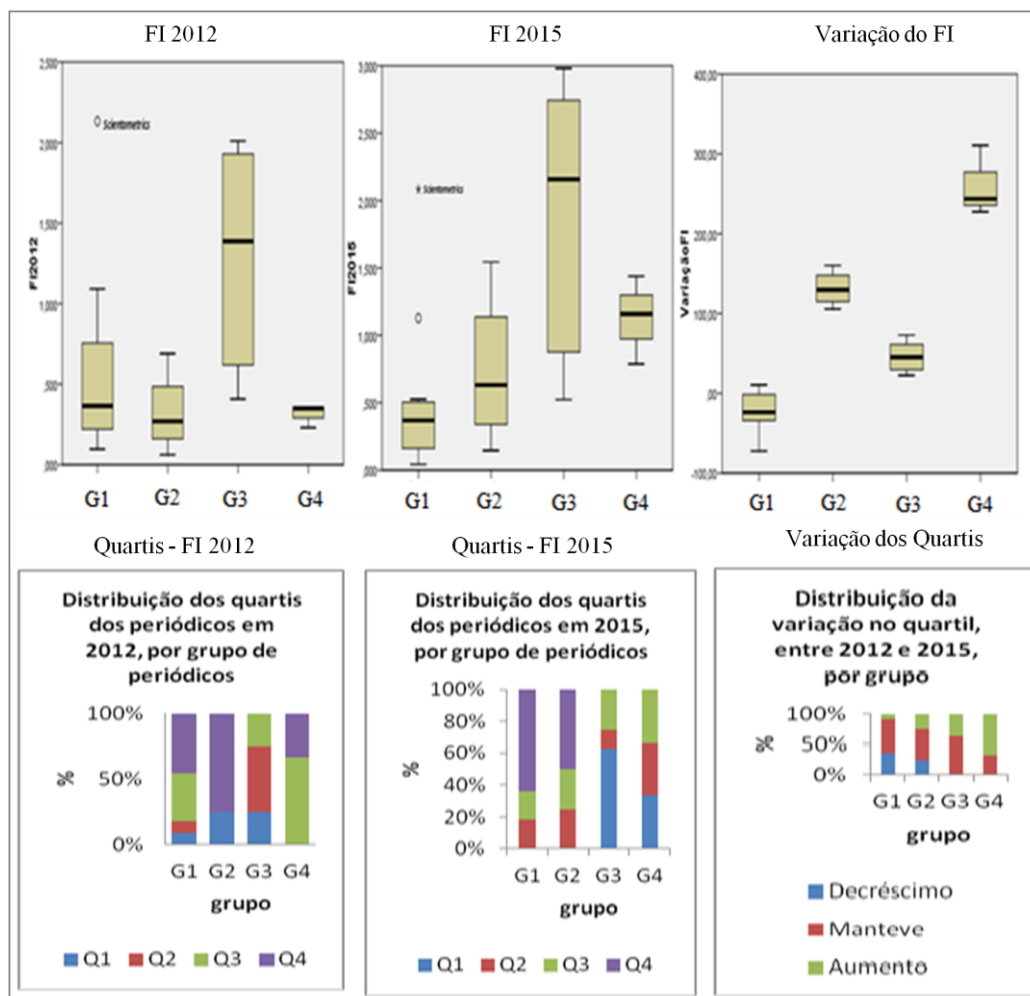 FI 2012
FI 2015
Variação do FI
2,500
2,000
1,500
1,000
,500
,000
FI2012
Scientometrics
G1 G2 G3 G4
3,000
2,500
2,000
1,500
1,000
,500
,000
FI2015
Scientometrics
G1 G2 G3 G4
400,00
300,00
200,00
100,00
,00
-100,00
VariaçãoFI
G1 G2 G3 G4
Quartis - FI 2012
Quartis - FI 2015
Variação dos Quartis
Distribuição dos quartis
dos periódicos em
2012, por grupo de
periódicos
100%
50%
0%
%
G1 G2 G3 G4
grupo
Q1 Q2 Q3 Q4
Distribuição dos quartis
dos periódicos em 2015,
por grupo de periódicos
100%
80%
60%
40%
20%
0%
%
G1 G2 G3 G4
grupo
Q1 Q2 Q3 Q4
Distribuição da
variação no quartil,
entre 2012 e 2015,
por grupo
100%
50%
0%
%
G1 G2 G3 G4
grupo
Decréscimo
Manteve
Aumento